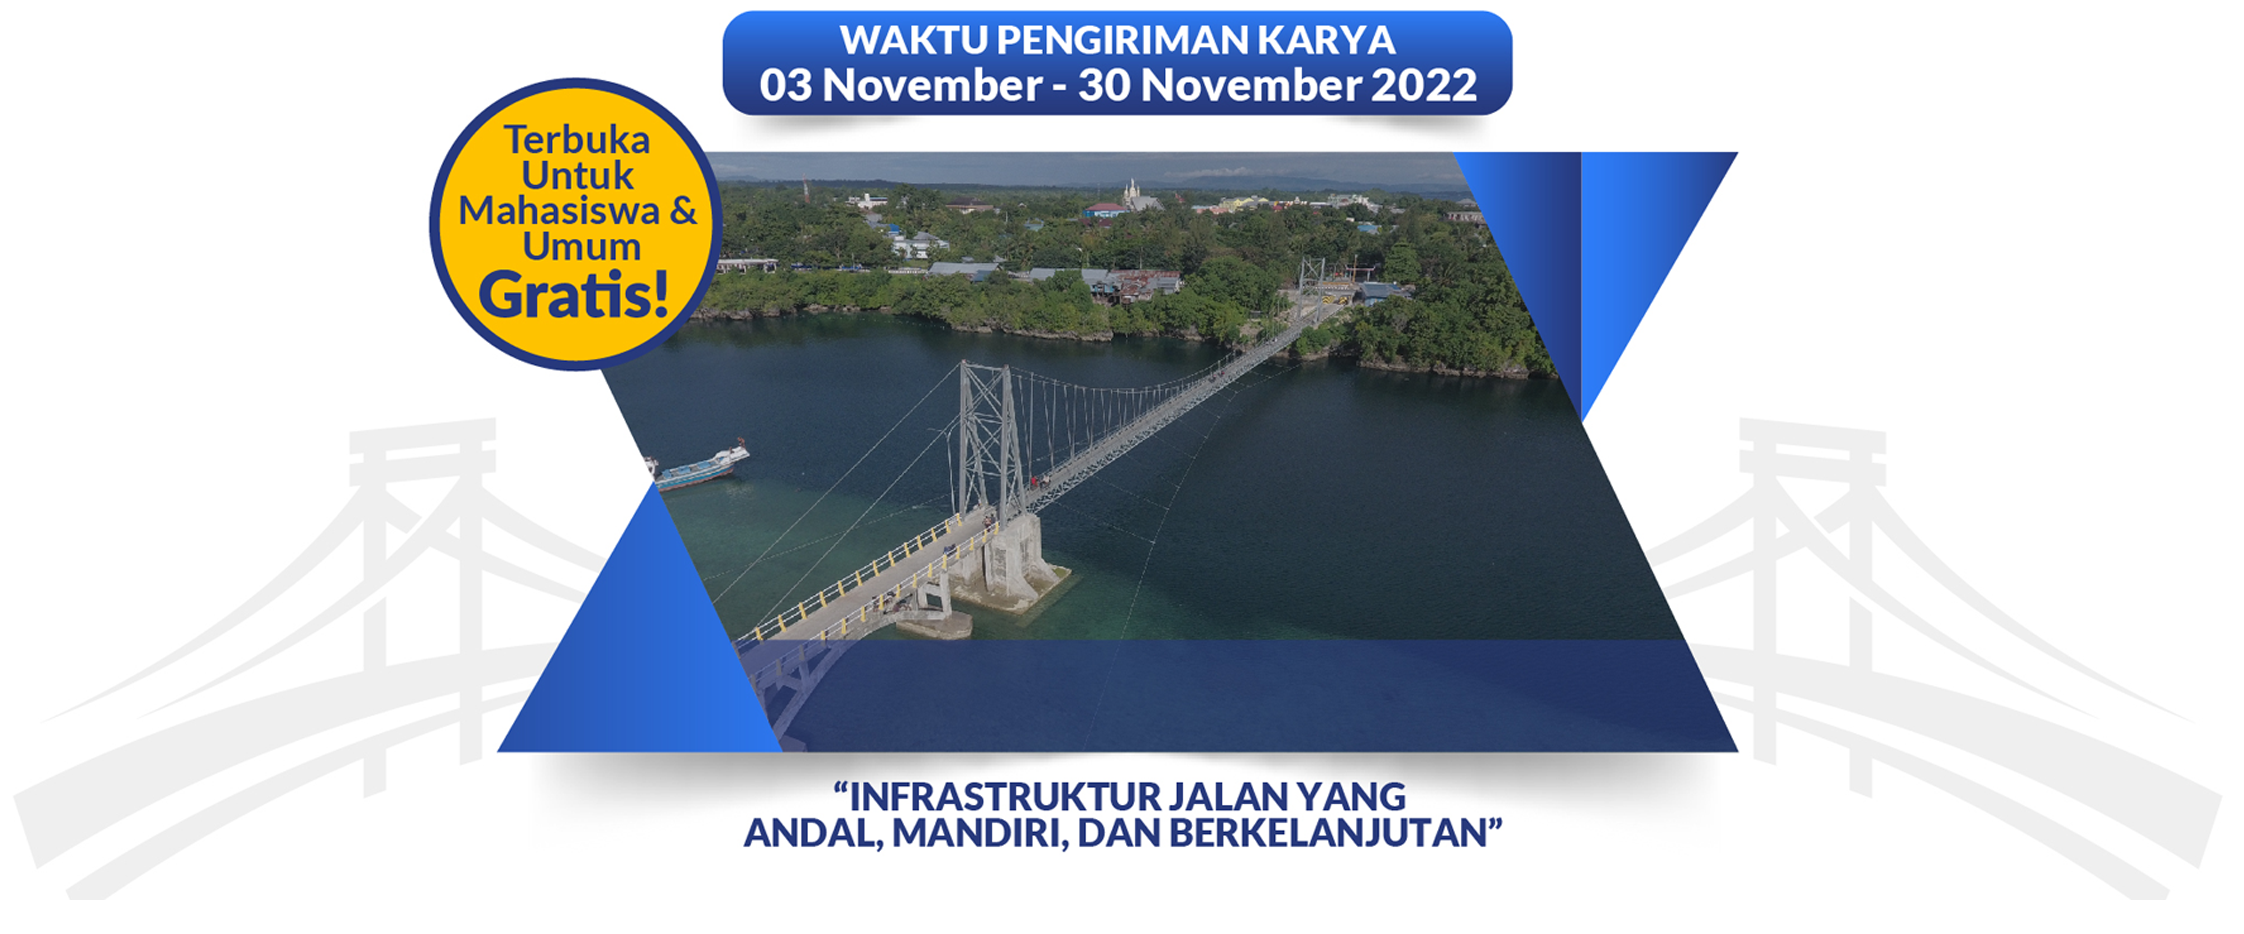 WAKTU PENGIRIMAN KARYA
03 November - 30 November 2022
Terbuka
Untuk
Mahasiswa &
Umum
Gratis!
“INFRASTRUKTUR JALAN YANG
ANDAL, MANDIRI, DAN BERKELANJUTAN”